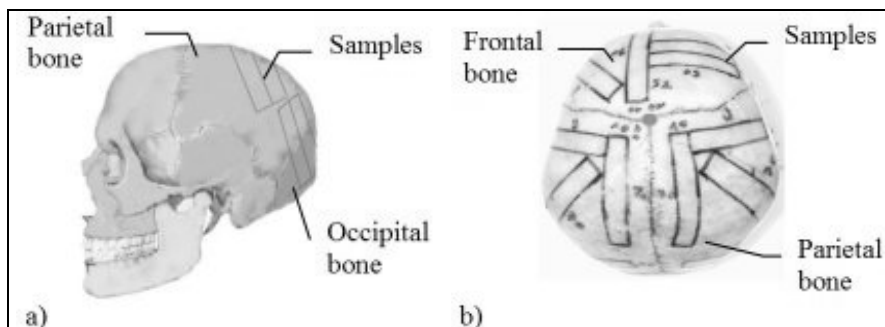 Parietal
bone
Samples
Occipital
bone
a)
Frontal
bone
Samples
Parietal
bone
b)